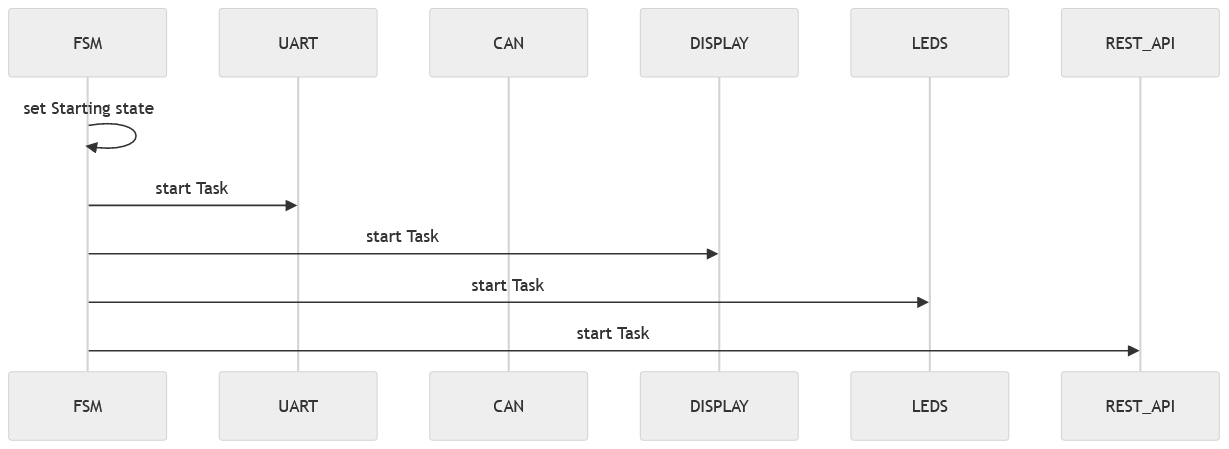 FSM
UART
CAN
DISPLAY
LEDS
REST_API
set Starting state
start Task
start Task
start Task
start Task
FSM
UART
CAN
DISPLAY
LEDS
REST_API